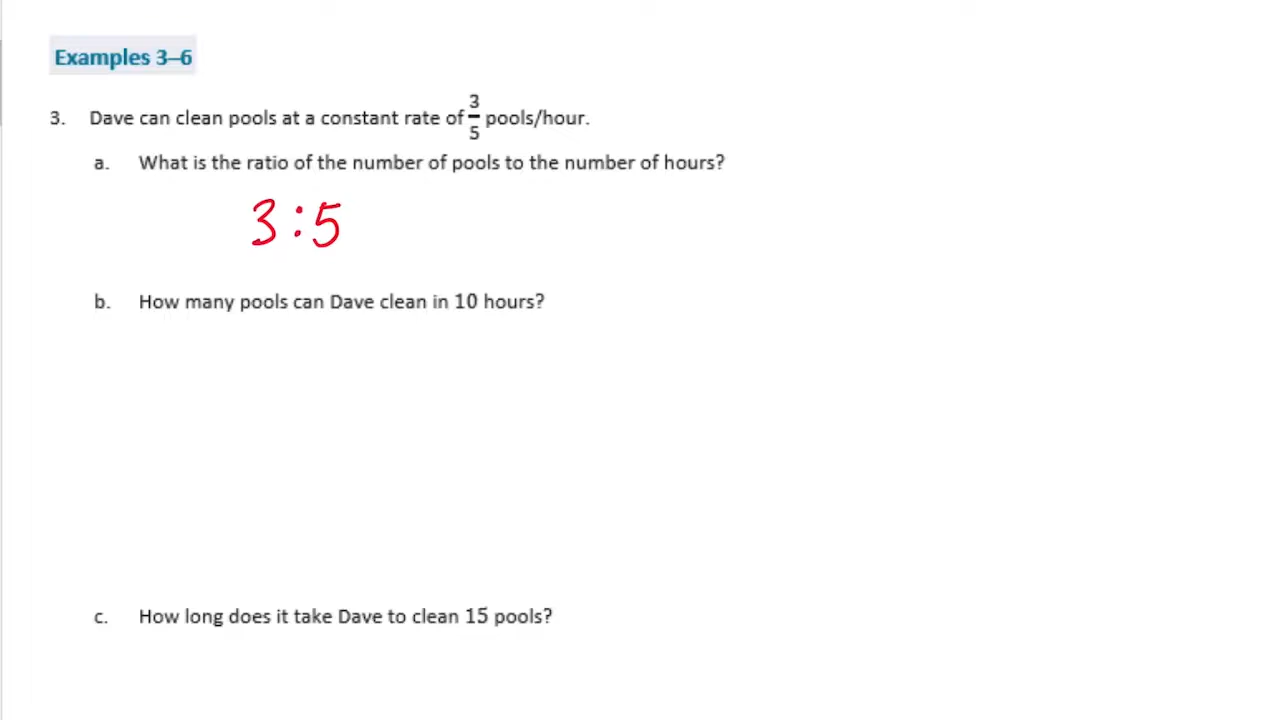 Examples 3–6
3. Dave can clean pools at a constant rate of 3/5 pools/hour.
a. What is the ratio of the number of pools to the number of hours?
3:5
b. How many pools can Dave clean in 10 hours?
c. How long does it take Dave to clean 15 pools?